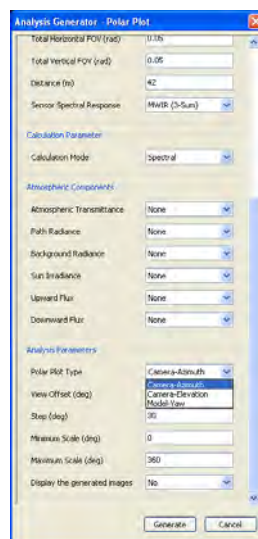 Analysis Generator - Polar Plot
Total Horizontal FOV (rad) 0.05
Total Vertical FOV (rad) 0.05
Distance (m) 42
Sensor Spectral Response MWIR (3-5um)
Calculation Parameter
Calculation Mode Spectral
Atmospheric Components
Atmospheric Transmittance None
Path Radiance None
Background Radiance None
Sun Irradiance None
Upward Flux None
Downward Flux None
Analysis Parameters
Polar Plot Type Camera-Azimuth
Camera-Azimuth
View Offset (deg) Camera-Elevation
Model-Yaw
Step (deg) 30
Minimum Scale (deg) 0
Maximum Scale (deg) 360
Display the generated images No
Generate Cancel